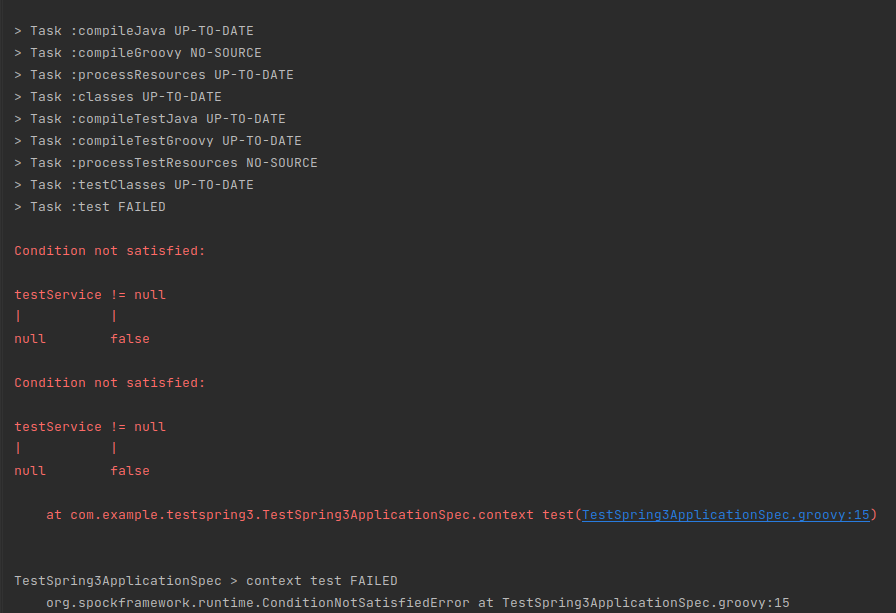 > Task :compileJava UP-TO-DATE
> Task :compileGroovy NO-SOURCE
> Task :processResources UP-TO-DATE
> Task :classes UP-TO-DATE
> Task :compileTestJava UP-TO-DATE
> Task :compileTestGroovy UP-TO-DATE
> Task :processTestResources NO-SOURCE
> Task :testClasses UP-TO-DATE
> Task :test FAILED
Condition not satisfied:
testService != null
|           |
null        false
Condition not satisfied:
testService != null
|           |
null        false
    at com.example.testspring3.TestSpring3ApplicationSpec.context test(TestSpring3ApplicationSpec.groovy:15)
TestSpring3ApplicationSpec > context test FAILED
    org.spockframework.runtime.ConditionNotSatisfiedError at TestSpring3ApplicationSpec.groovy:15